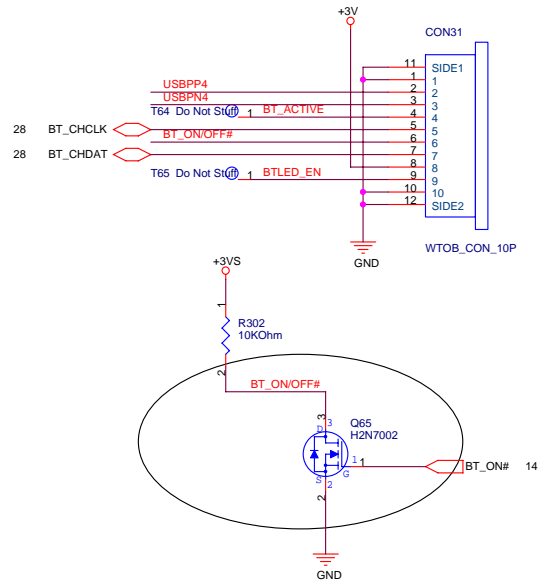 +3V
CON31
11 SIDE1
1 1
USBPP4 2 2
USBPN4 3 3
T64 Do Not Stuff 1 BT_ACTIVE 4 4
28 BT_CHCLK 5 5
BT_ON/OFF# 6 6
28 BT_CHDAT 7 7
8 8
T65 Do Not Stuff 1 BTLED_EN 9 9
10 10
12 SIDE2
WTOB_CON_10P
GND
+3VS
1
R302
10KOhm
2
BT_ON/OFF#
3 3
D
Q65
H2N7002
1 1
G
BT_ON# 14
S 2
2
GND